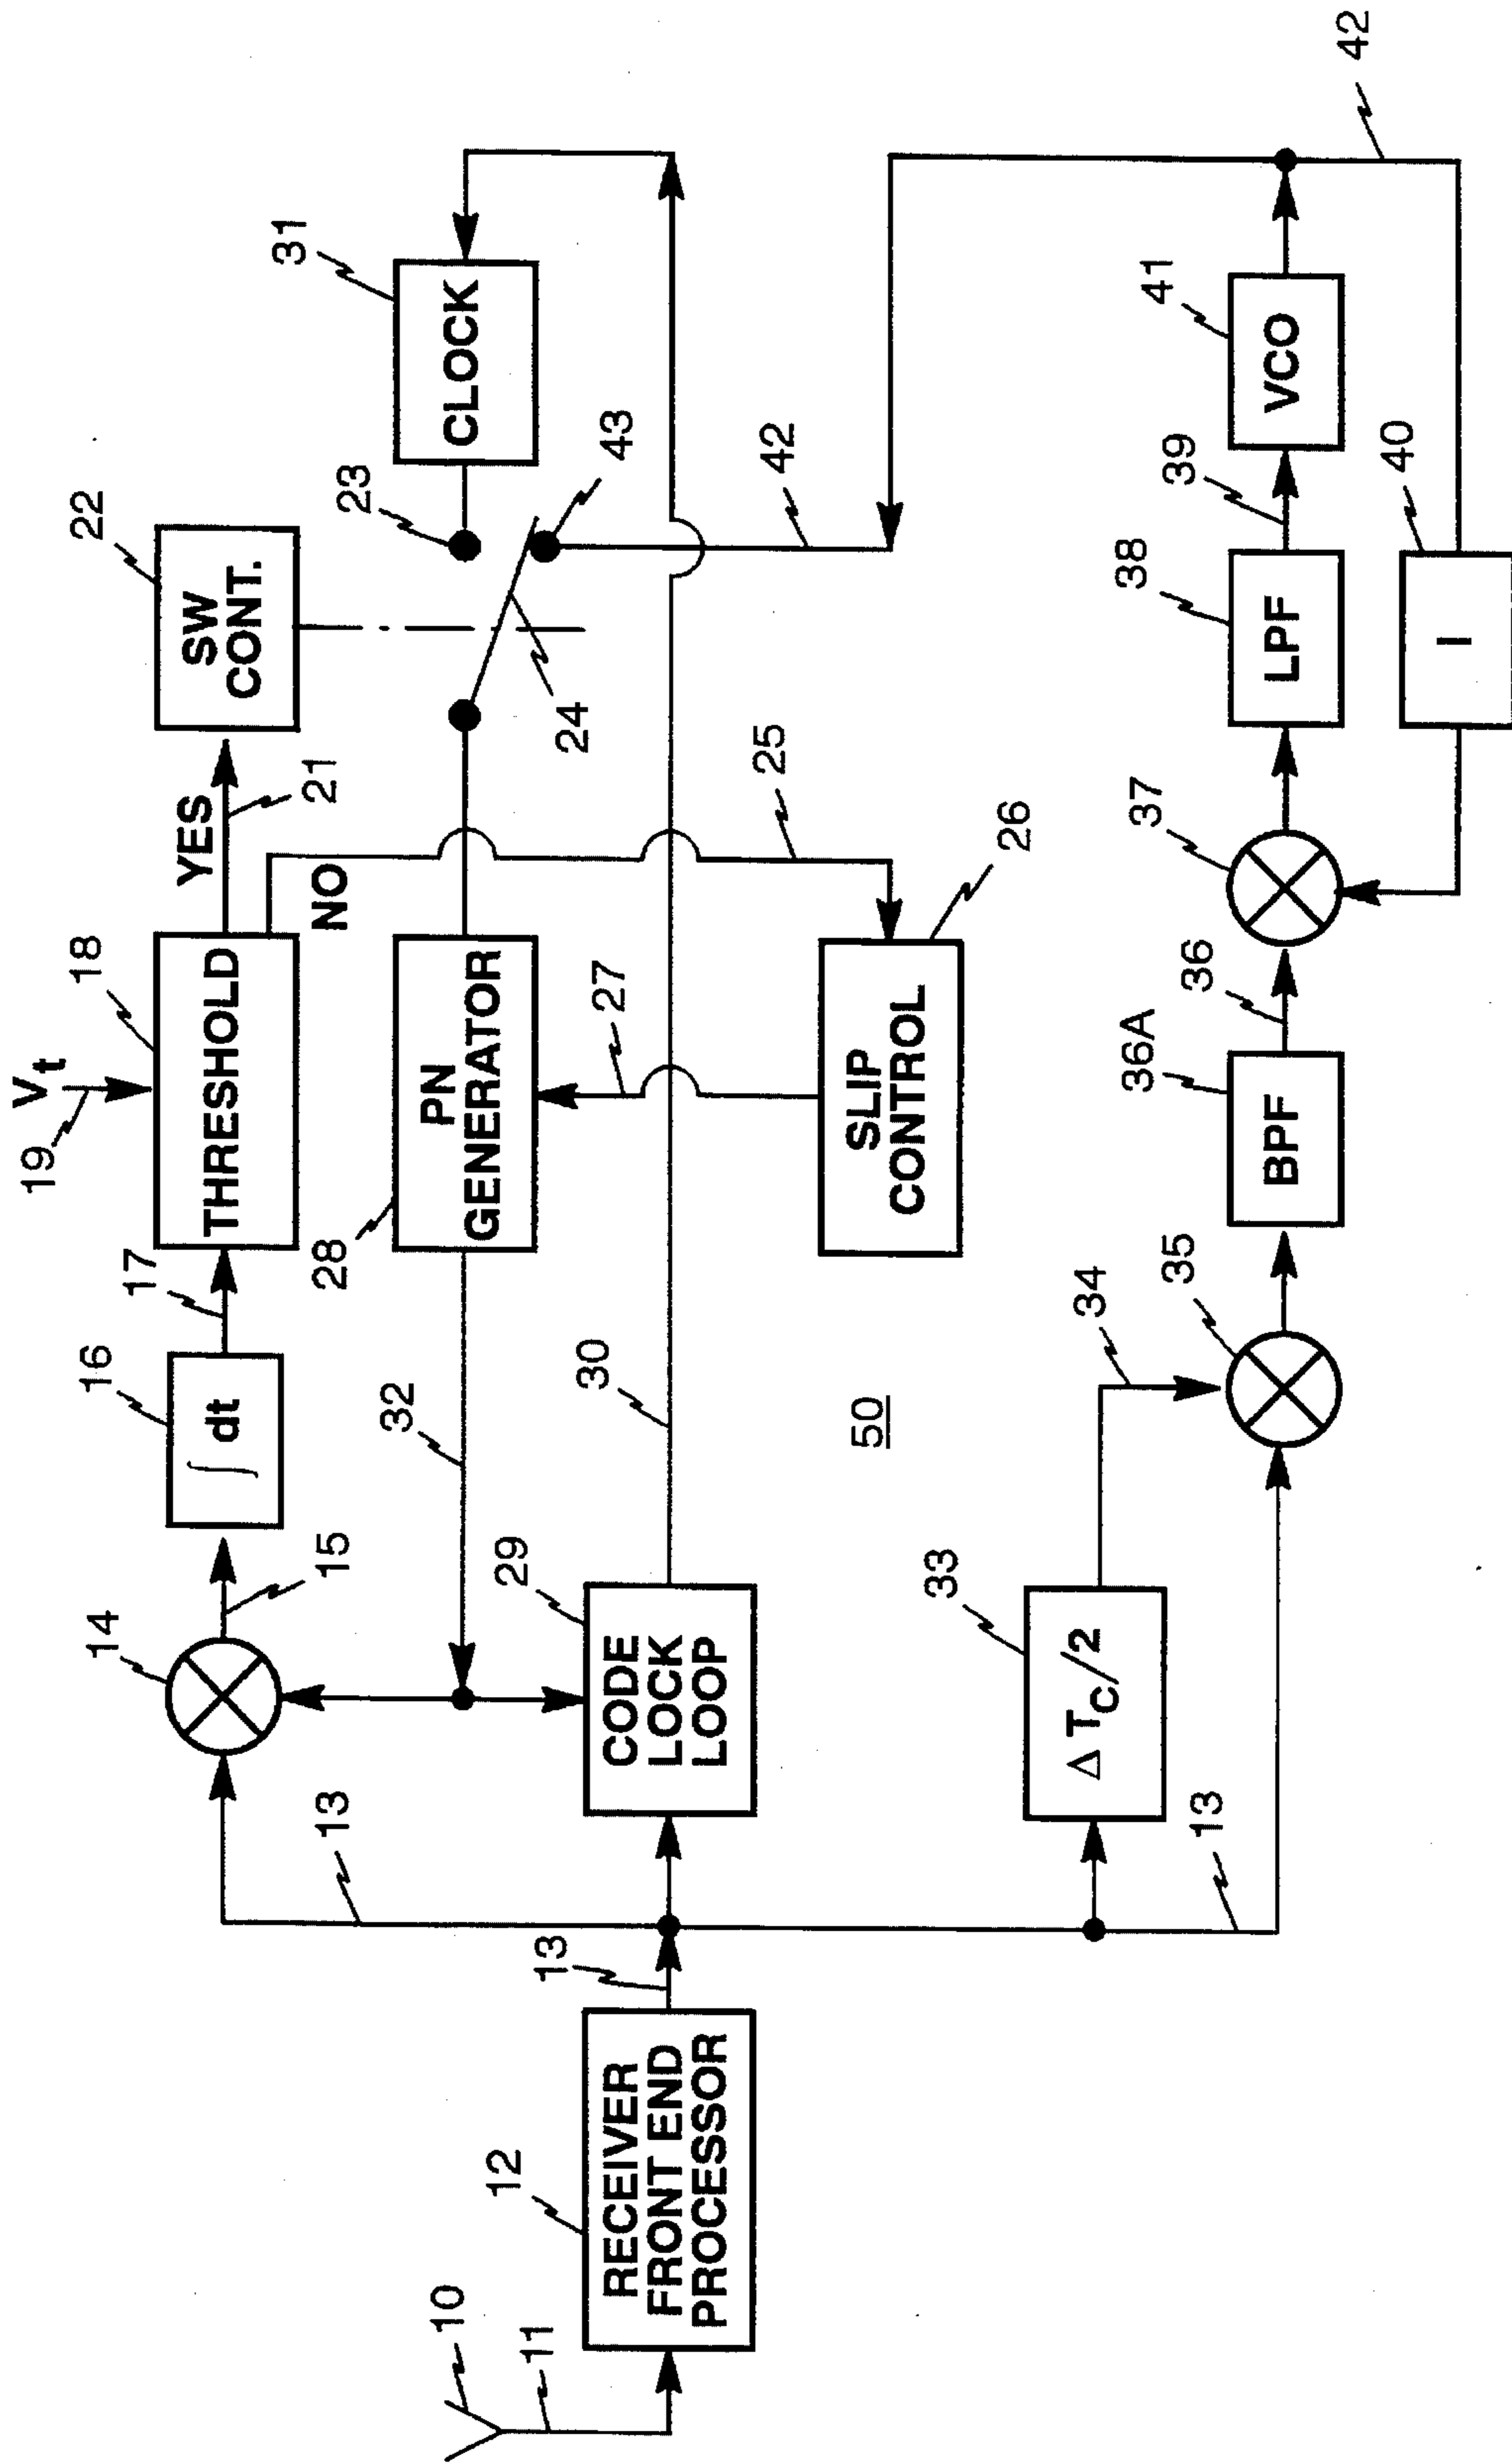 10
11
12
RECEIVER
FRONT END
PROCESSOR
13
13
13
14
15
16
∫ dt
17
18
19
Vt
THRESHOLD
YES
NO
21
22
SW
CONT.
23
24
25
26
SLIP
CONTROL
27
28
PN
GENERATOR
29
CODE
LOCK
LOOP
30
31
CLOCK
32
33
Δ TC/2
34
35
36A
BPF
36
37
38
LPF
39
40
I
41
VCO
42
42
43
50